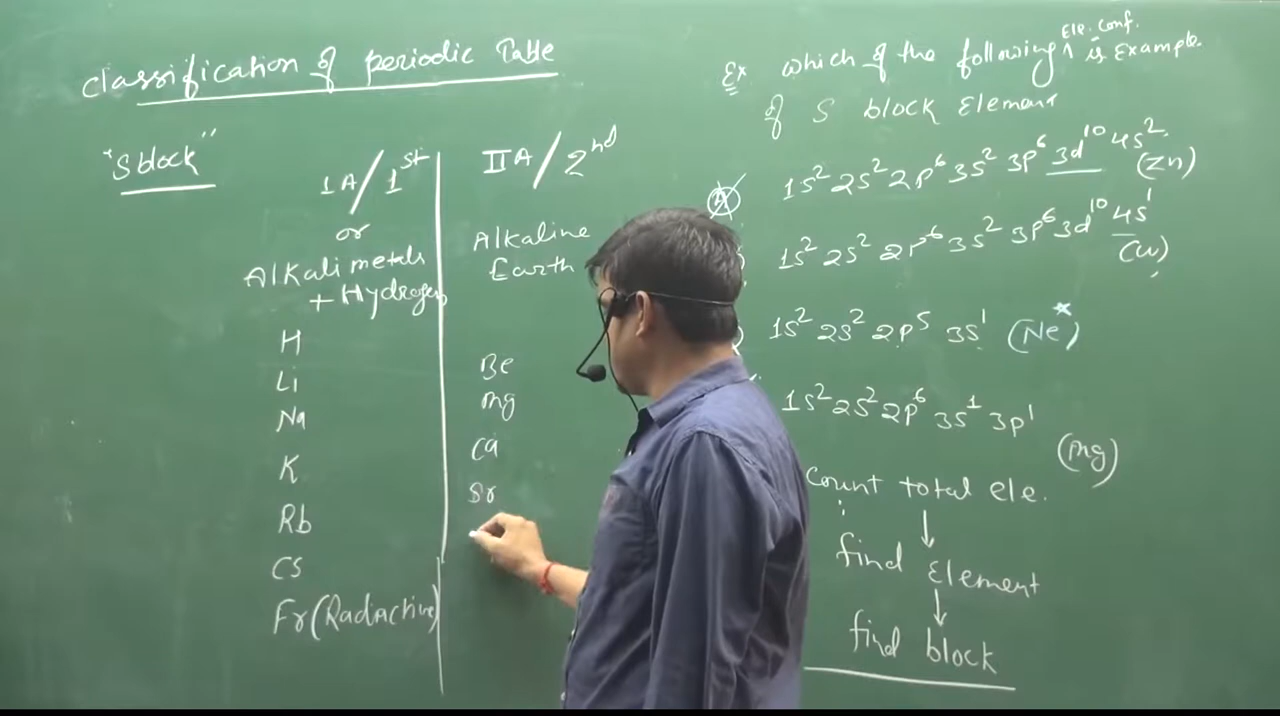 Classification of periodic Table
"S block"
IA/1st
or
Alkali metals
+ Hydrogen
H
Li
Na
K
Rb
Cs
Fr(Radactive)
IIA/2nd
Alkaline
Earth
Be
Mg
Ca
Sr
Ex which of the following Ele. Conf. is Example
of S block Element
1s² 2s² 2p⁶ 3s² 3p⁶ 3d¹⁰ 4s² (Zn)
1s² 2s² 2p⁶ 3s² 3p⁶ 3d¹⁰ 4s¹
(Cu)
1s² 2s² 2p⁵ 3s¹ (Ne*)
1s² 2s² 2p⁶ 3s¹ 3p¹
(Mg)
Count total ele.
↓
find Element
↓
find block